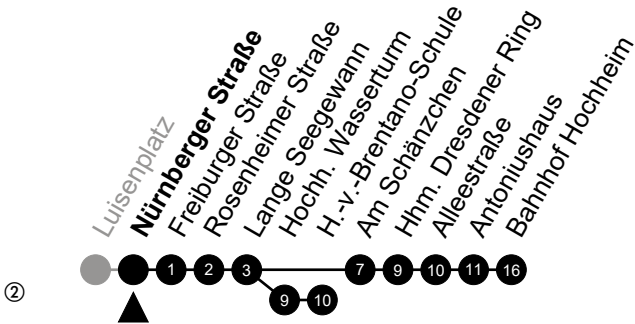 Luisenplatz
Nürnberger Straße
Freiburger Straße
Rosenheimer Straße
Lange Seegewann
Hochh. Wasserturm
H.-v.-Brentano-Schule
Am Schänzchen
Hhm. Dresdener Ring
Alleestraße
Antoniushaus
Bahnhof Hochheim
1 2 3 7 9 10 11 16
② 9 10